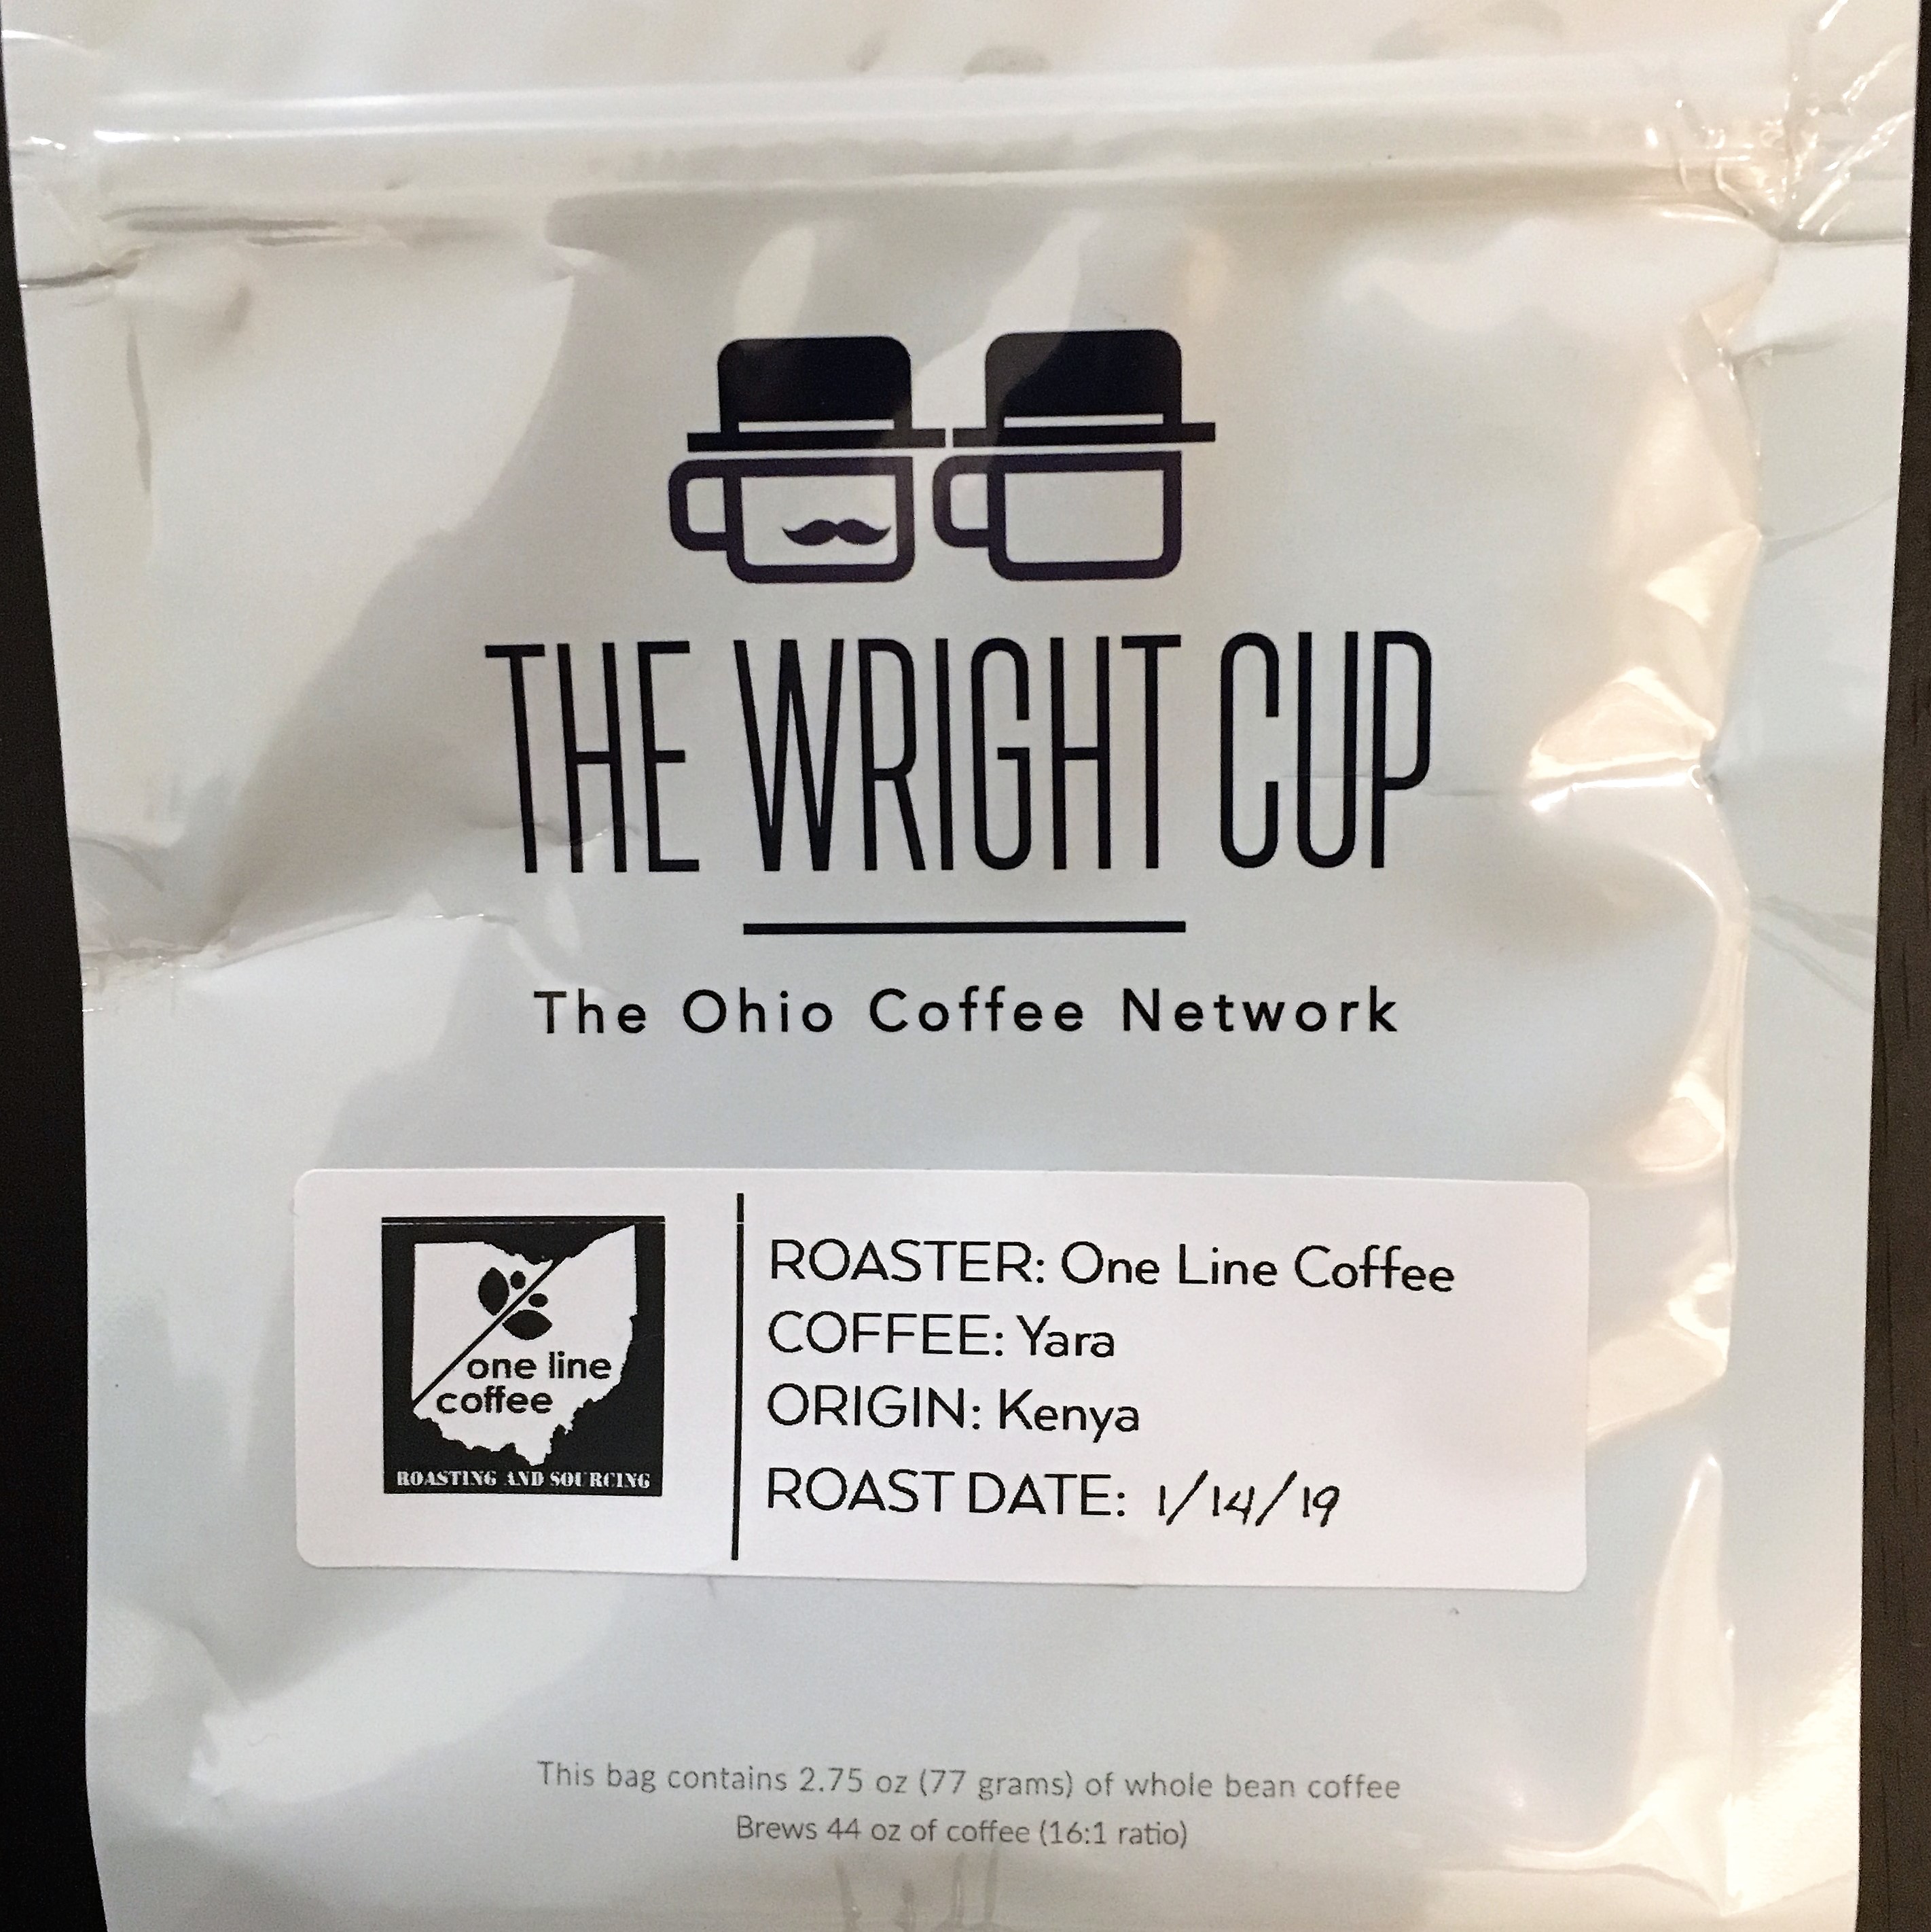 THE WRIGHT CUP
The Ohio Coffee Network
one line
coffee
ROASTING AND SOURCING
ROASTER: One Line Coffee
COFFEE: Yara
ORIGIN: Kenya
ROAST DATE: 1/14/19
This bag contains 2.75 oz (77 grams) of whole bean coffee
Brews 44 oz of coffee (16:1 ratio)